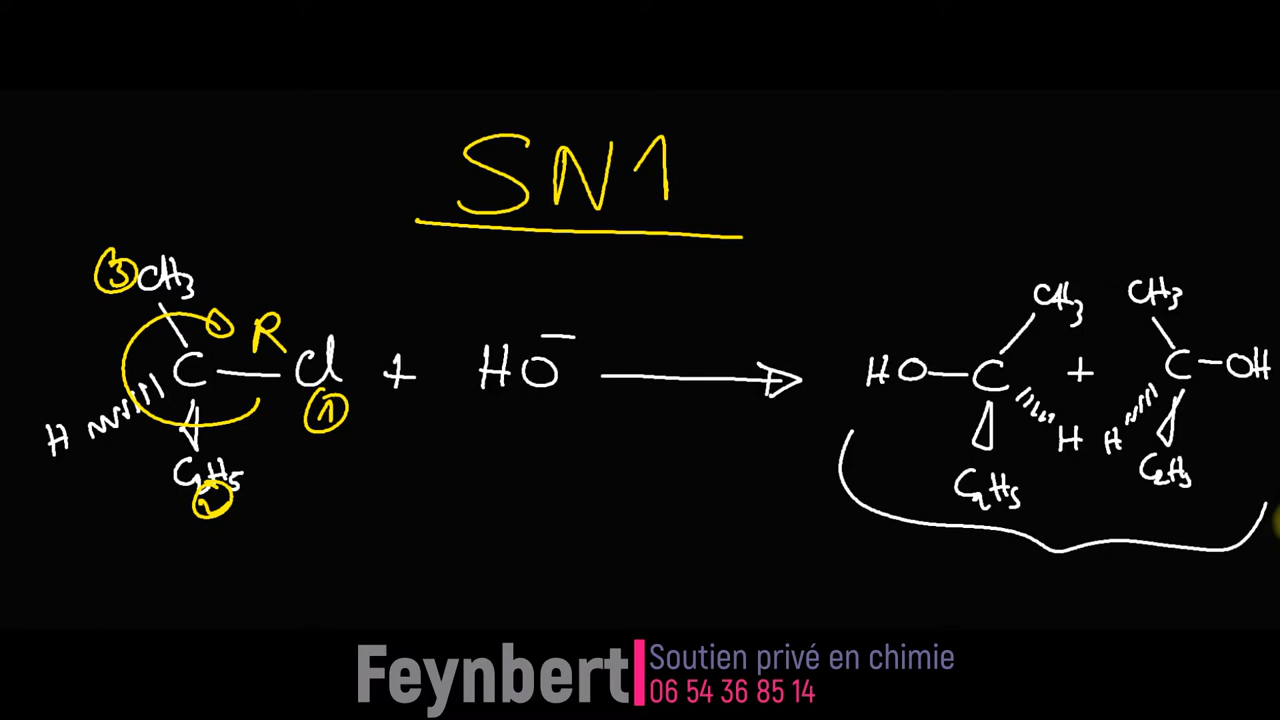 SN1
③ CH3
R
H C Cl + HO⁻ → HO C CH3 H + CH3 H C OH
①
C2H5
②
C2H5
C2H5
Feynbert
Soutien privé en chimie
06 54 36 85 14